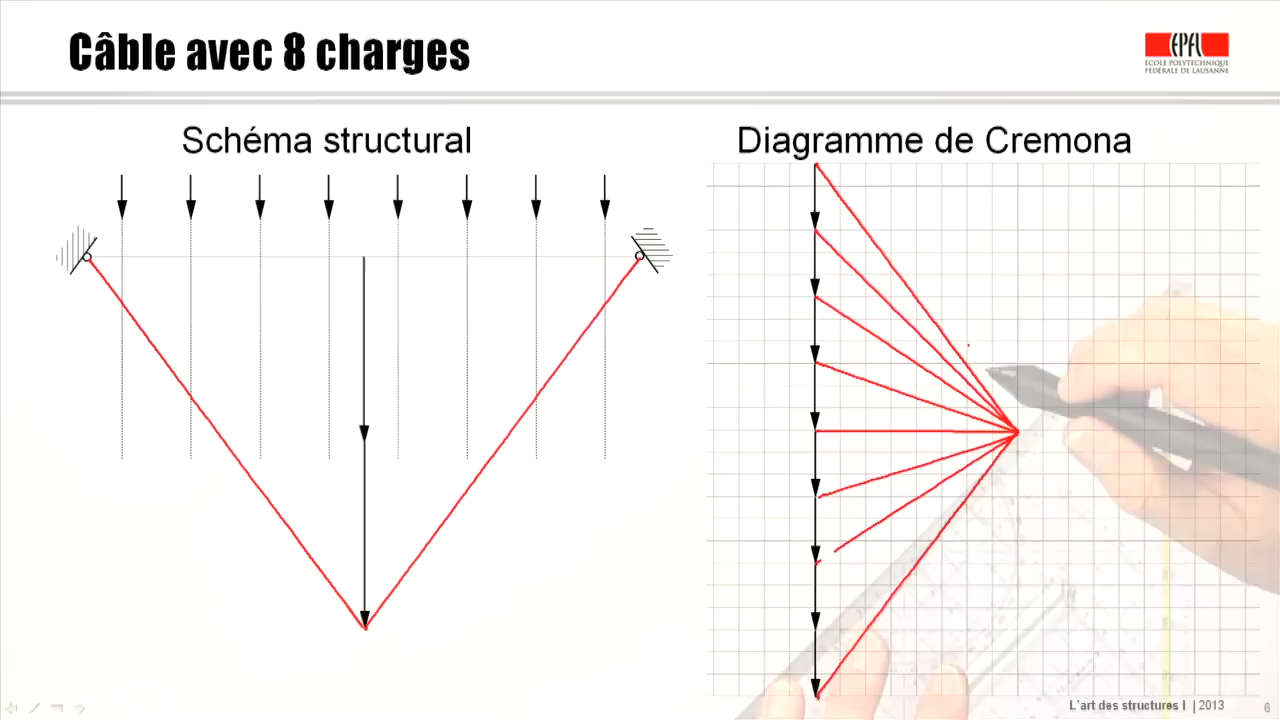 Câble avec 8 charges
EPFL
ÉCOLE POLYTECHNIQUE
FÉDÉRALE DE LAUSANNE
Schéma structural
Diagramme de Cremona
L'art des structures I | 2013
6